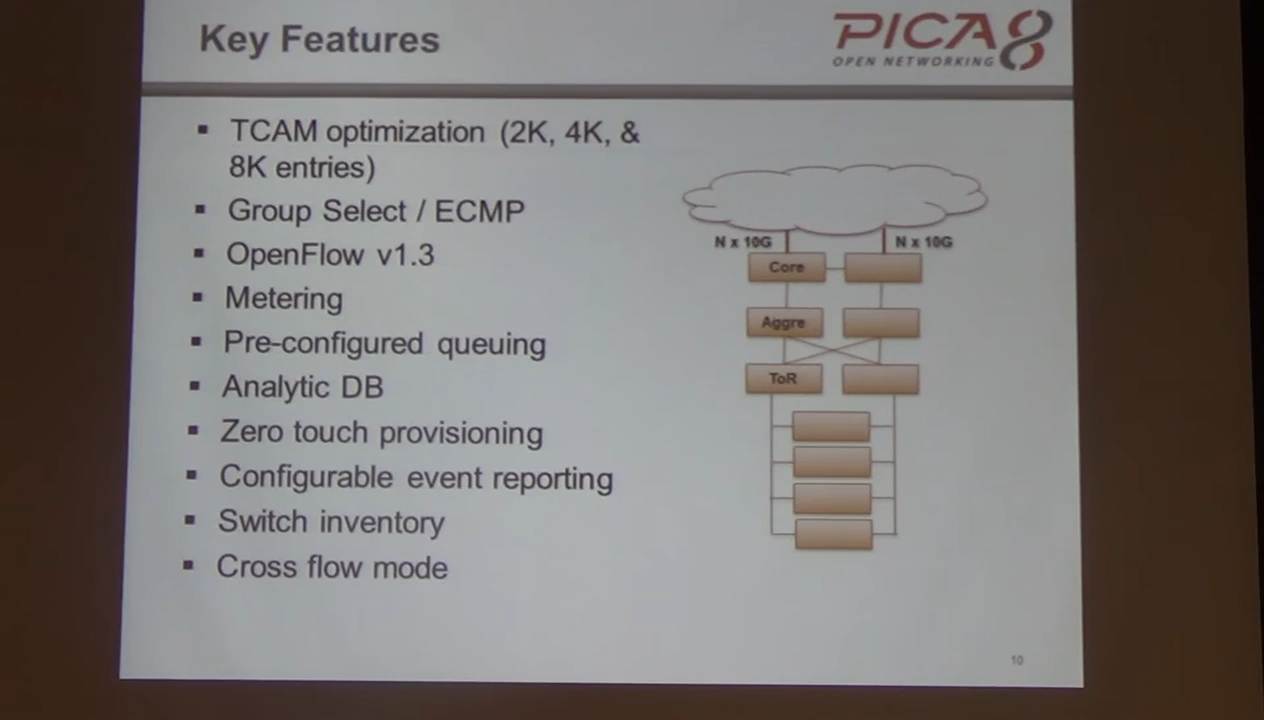 Key Features
PICA8
OPEN NETWORKING
▪ TCAM optimization (2K, 4K, &
8K entries)
▪ Group Select / ECMP
▪ OpenFlow v1.3
▪ Metering
▪ Pre-configured queuing
▪ Analytic DB
▪ Zero touch provisioning
▪ Configurable event reporting
▪ Switch inventory
▪ Cross flow mode
N x 10G
N x 10G
Core
Aggre
ToR
10